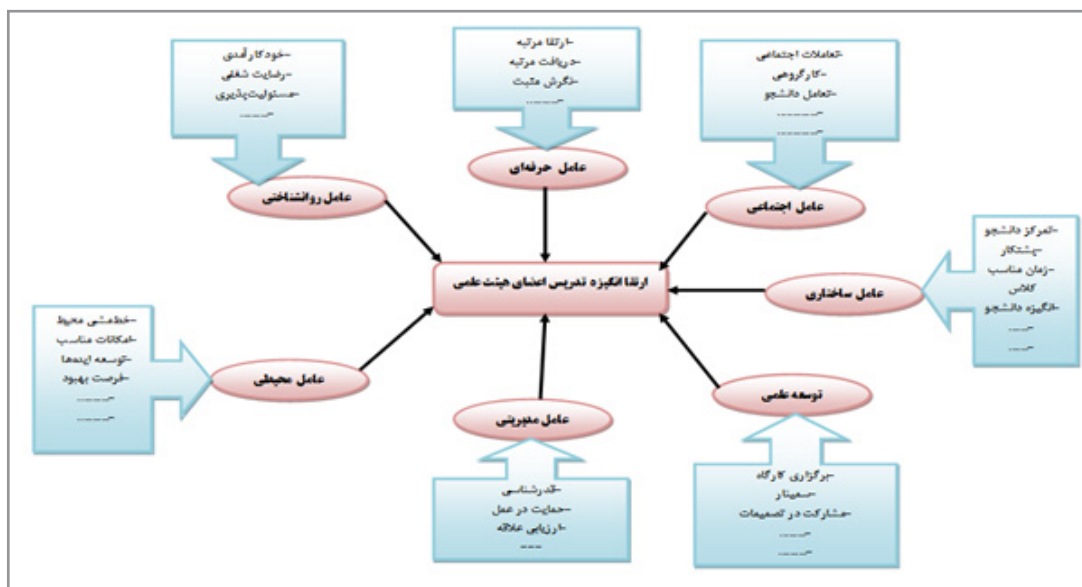 -تعاملات اجتماعی
-کارگروهی
-تعامل دانشجو
-..........
-..........
عامل اجتماعی
-ارتقا مرتبه
-دریافت مرتبه
-نگرش مثبت
-..........
عامل حرفه‌ای
-خودکارآمدی
-رضایت شغلی
-مسئولیت‌پذیری
-..........
عامل روانشناختی
-تمرکز دانشجو
-پشتکار
-زمان مناسب
کلاس
-انگیزه دانشجو
-......
-......
عامل ساختاری
ارتقا انگیزه تدریس اعضای هیئت علمی
-خط‌مشی محیط
-امکانات مناسب
-توسعه ایده‌ها
-فرصت بهبود
-..........
-..........
عامل محیطی
توسعه علمی
-برگزاری کارگاه
-سمینار
-مشارکت در تصمیمات
-......
-........
عامل مدیریتی
-قدرشناسی
-حمایت در عمل
-ارزیابی علاقه
---